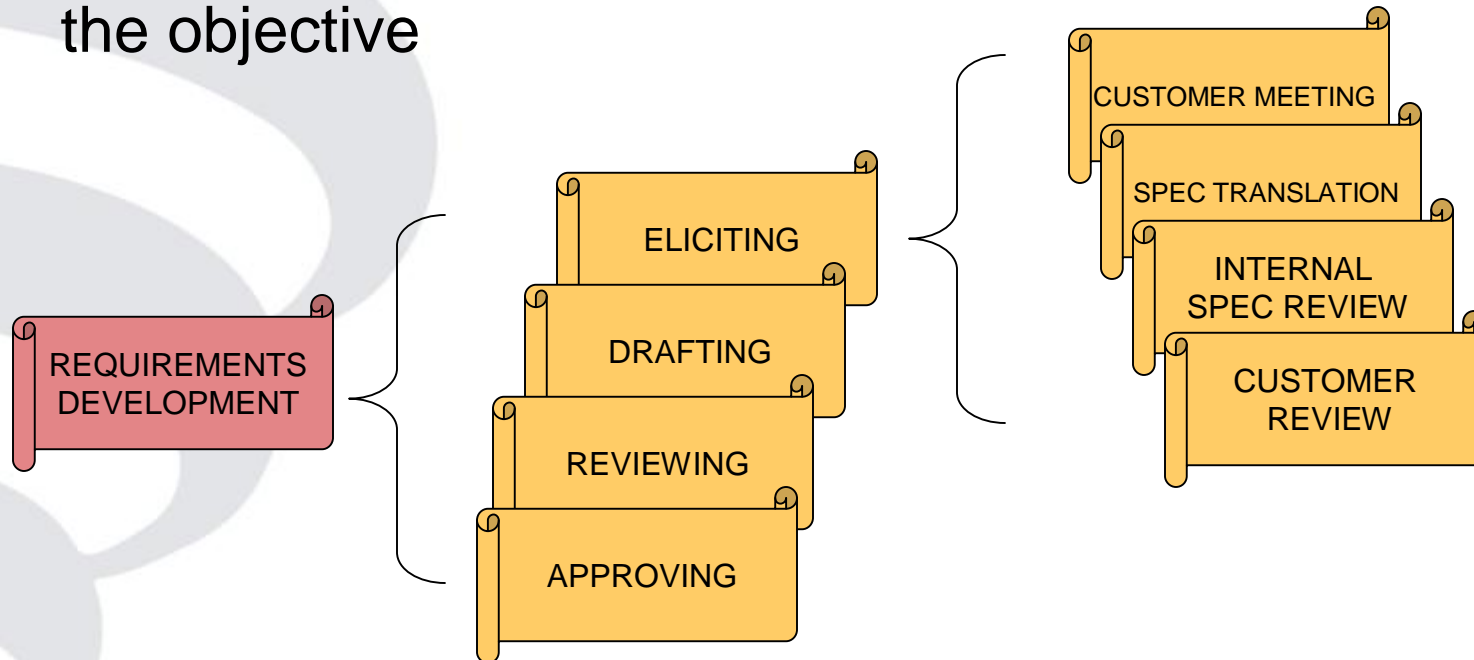 the objective
REQUIREMENTS
DEVELOPMENT
ELICITING
DRAFTING
REVIEWING
APPROVING
CUSTOMER MEETING
SPEC TRANSLATION
INTERNAL
SPEC REVIEW
CUSTOMER
REVIEW